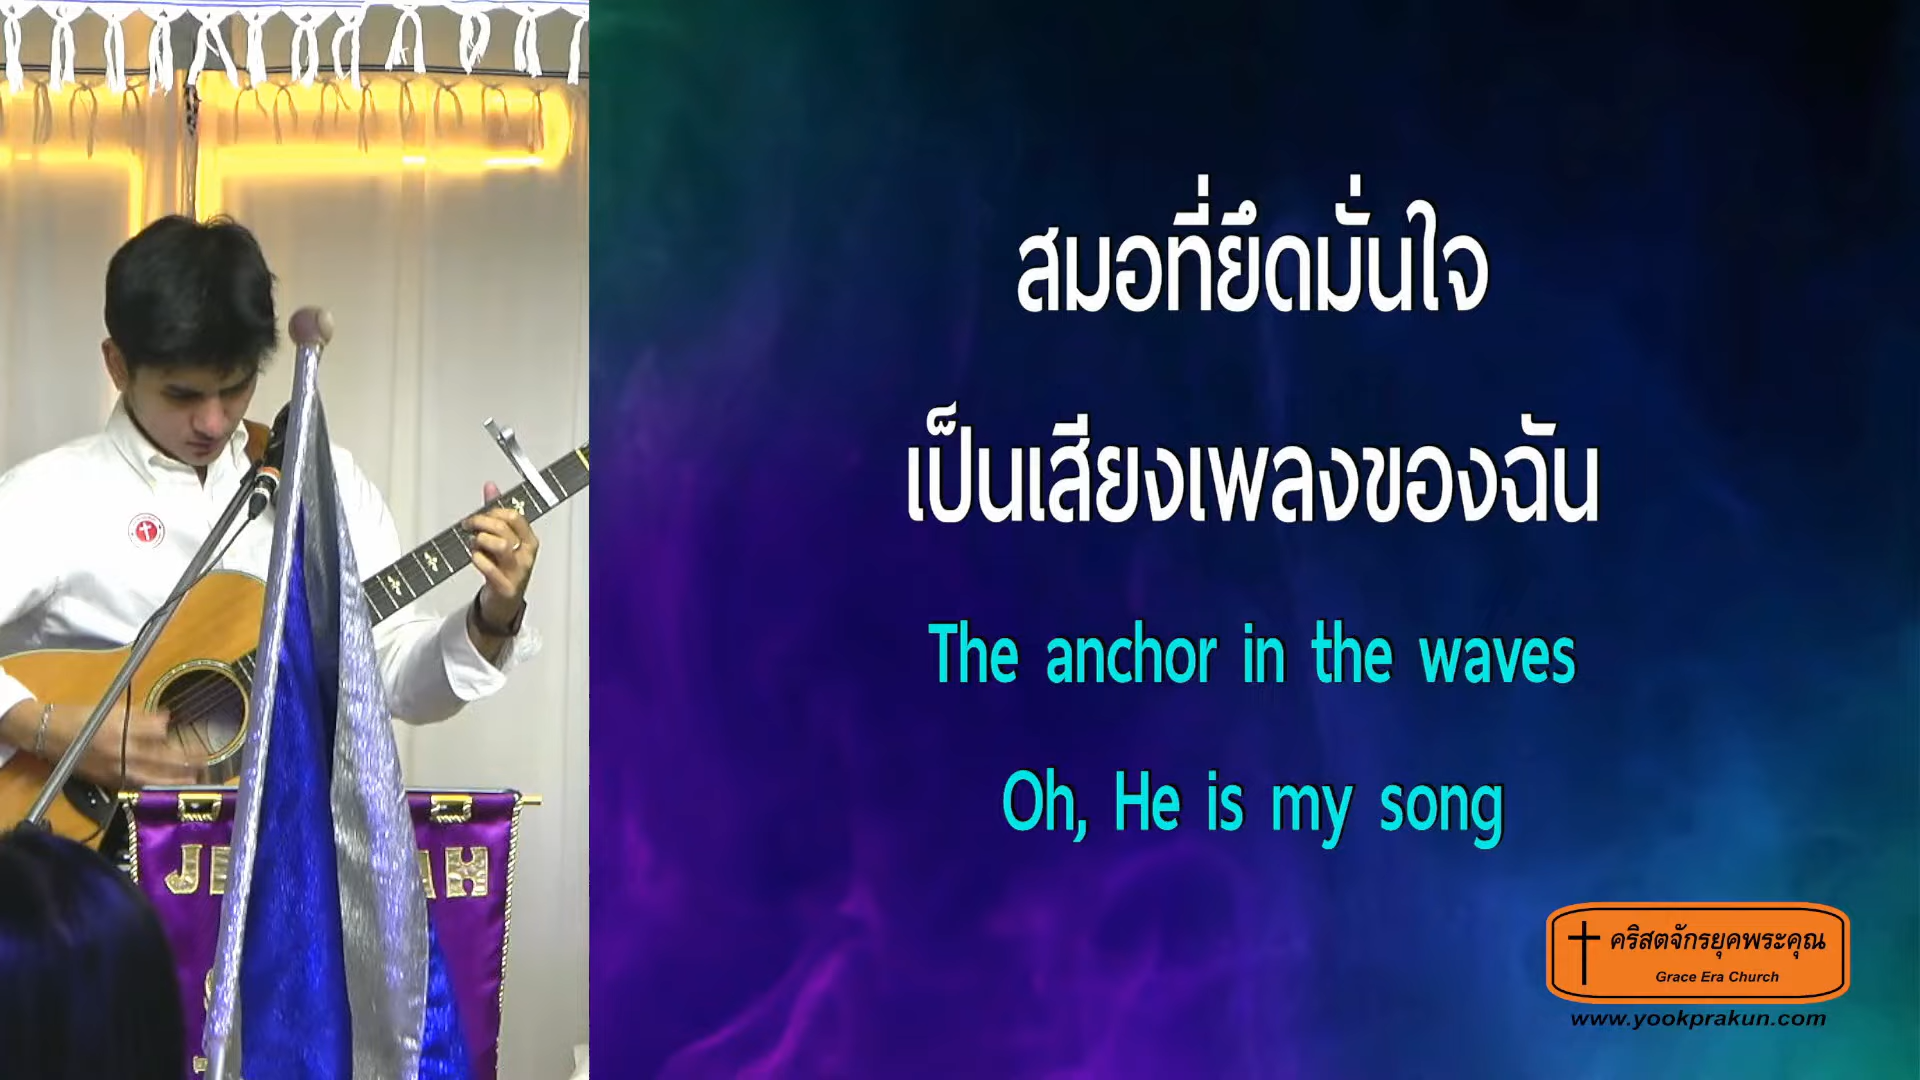 สมอที่ยึดมั่นใจ
เป็นเสียงเพลงของฉัน
The anchor in the waves
Oh, He is my song
คริสตจักรยุคพระคุณ
Grace Era Church
www.yookprakun.com